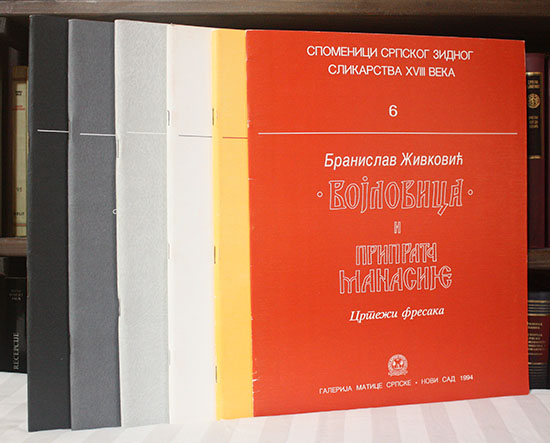 СПОМЕНИЦИ СРПСКОГ ЗИДНОГ
СЛИКАРСТВА XVIII ВЕКА
6
Бранислав Живковић
· ВОЈЛОВИЦА ·
и
ПРИПРАТА
МАНАСИЈЕ
Цртежи фресака
ГАЛЕРИЈА МАТИЦЕ СРПСКЕ · НОВИ САД 1994
RECEPCIJE